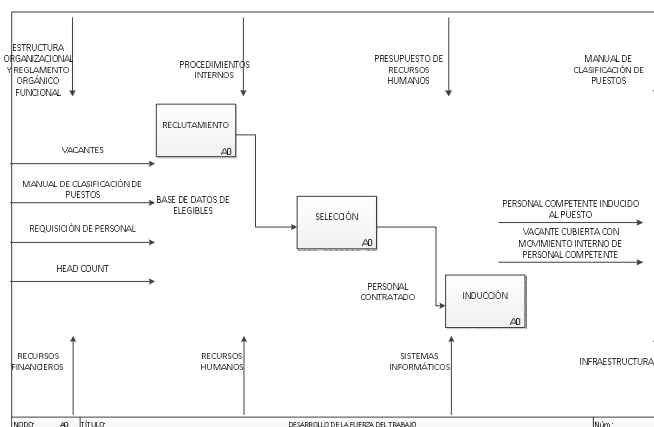 ESTRUCTURA
ORGANIZACIONAL
Y REGLAMENTO
ORGÁNICO
FUNCIONAL
PROCEDIMIENTOS
INTERNOS
PRESUPUESTO DE
RECURSOS
HUMANOS
MANUAL DE
CLASIFICACIÓN DE
PUESTOS
RECLUTAMIENTO
A0
VACANTES
MANUAL DE CLASIFICACIÓN DE
PUESTOS
REQUISICIÓN DE PERSONAL
HEAD COUNT
BASE DE DATOS DE
ELEGIBLES
SELECCIÓN
A0
PERSONAL COMPETENTE INDUCIDO
AL PUESTO
VACANTE CUBIERTA CON
MOVIMIENTO INTERNO DE
PERSONAL COMPETENTE
PERSONAL
CONTRATADO
INDUCCIÓN
A0
RECURSOS
FINANCIEROS
RECURSOS
HUMANOS
SISTEMAS
INFORMÁTICOS
INFRAESTRUCTURA
NODO: A0 TÍTULO: DESARROLLO DE LA FUERZA DEL TRABAJO Núm.: